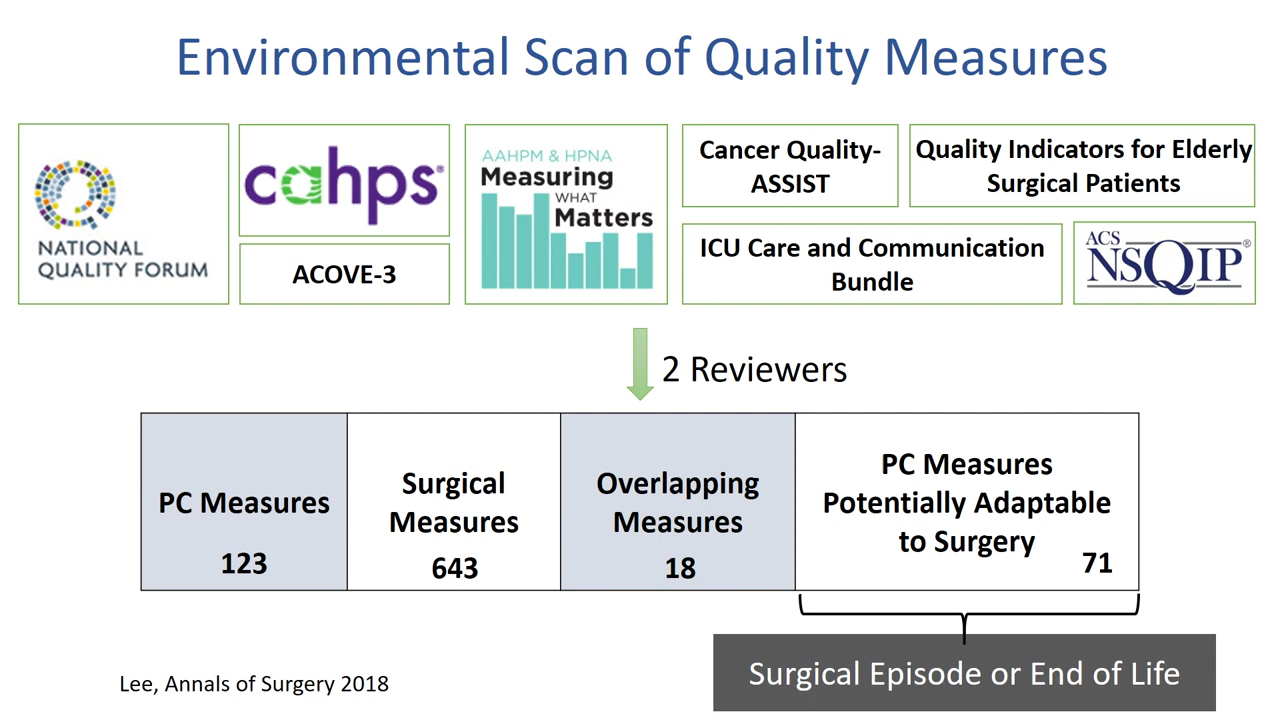 Environmental Scan of Quality Measures
NATIONAL
QUALITY FORUM
cahps®
ACOVE-3
AAHPM & HPNA
Measuring
WHAT
Matters
Cancer Quality-
ASSIST
Quality Indicators for Elderly
Surgical Patients
ICU Care and Communication
Bundle
ACS
NSQIP®
2 Reviewers
PC Measures
123
Surgical
Measures
643
Overlapping
Measures
18
PC Measures
Potentially Adaptable
to Surgery
71
Surgical Episode or End of Life
Lee, Annals of Surgery 2018